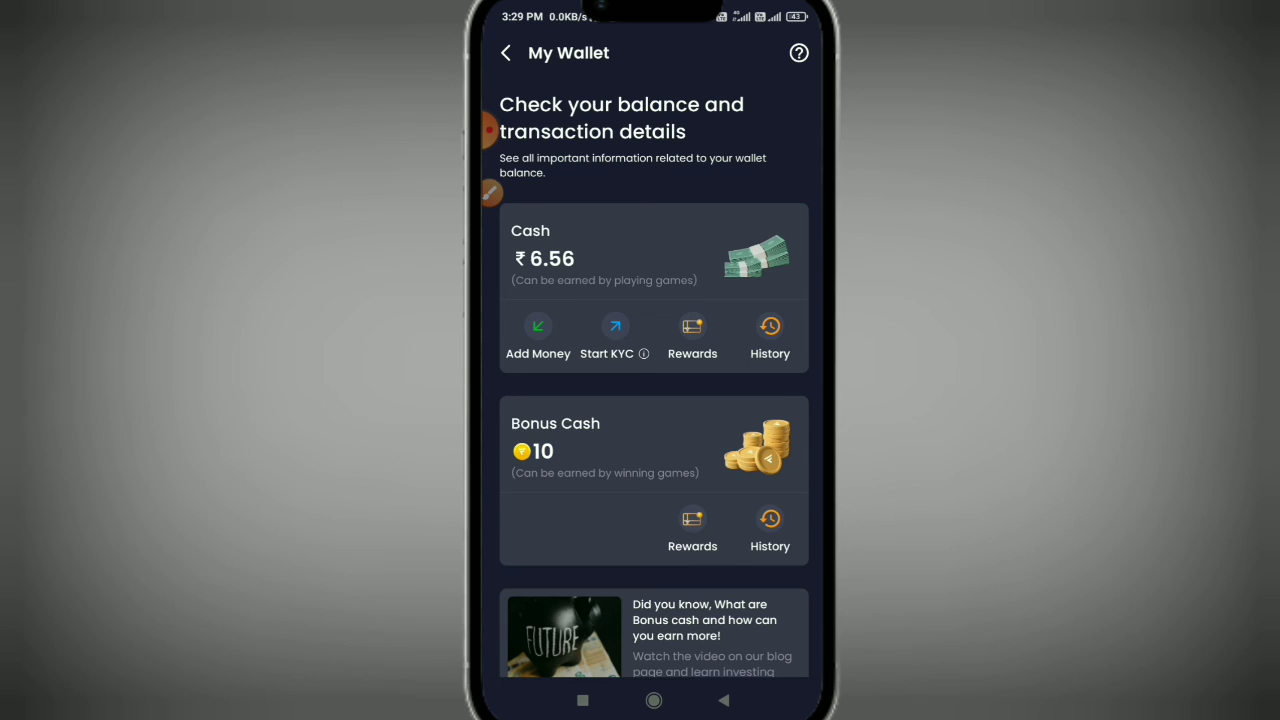 3:29 PM 0.0KB/s
43
My Wallet
Check your balance and
transaction details
See all important information related to your wallet
balance.
Cash
₹ 6.56
(Can be earned by playing games)
Add Money Start KYC Rewards History
Bonus Cash
10
(Can be earned by winning games)
Rewards History
FUTURE
Did you know, What are
Bonus cash and how can
you earn more!
Watch the video on our blog
page and learn investing